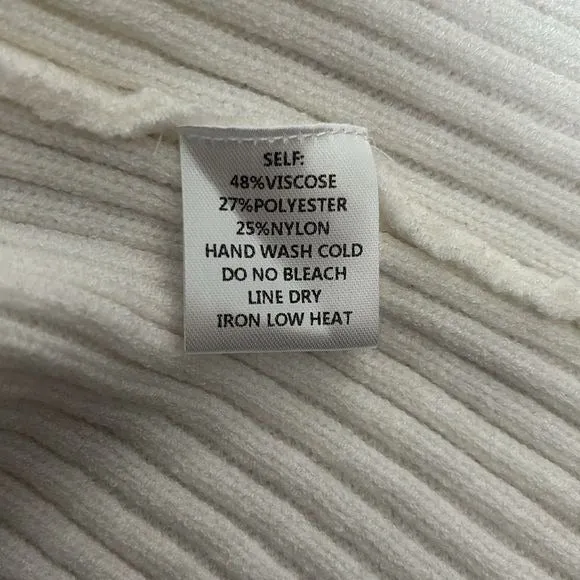 SELF:
48%VISCOSE
27%POLYESTER
25%NYLON
HAND WASH COLD
DO NO BLEACH
LINE DRY
IRON LOW HEAT